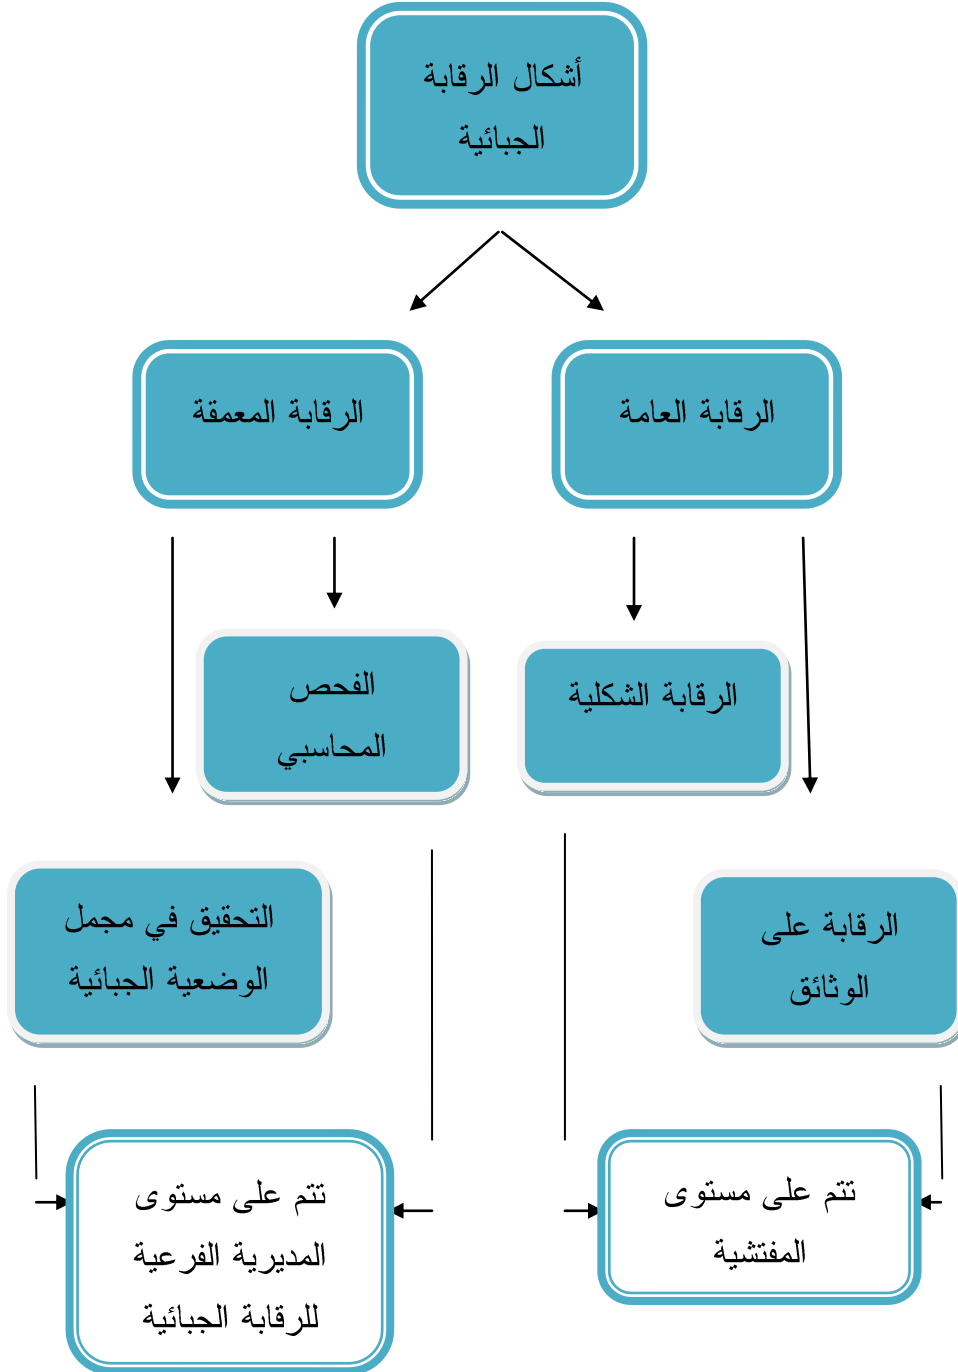 أشكال الرقابة
الجبائية
الرقابة العامة
الرقابة المعمقة
الرقابة الشكلية
الفحص
المحاسبي
الرقابة على
الوثائق
التحقيق في مجمل
الوضعية الجبائية
تتم على مستوى
المفتشية
تتم على مستوى
المديرية الفرعية
للرقابة الجبائية